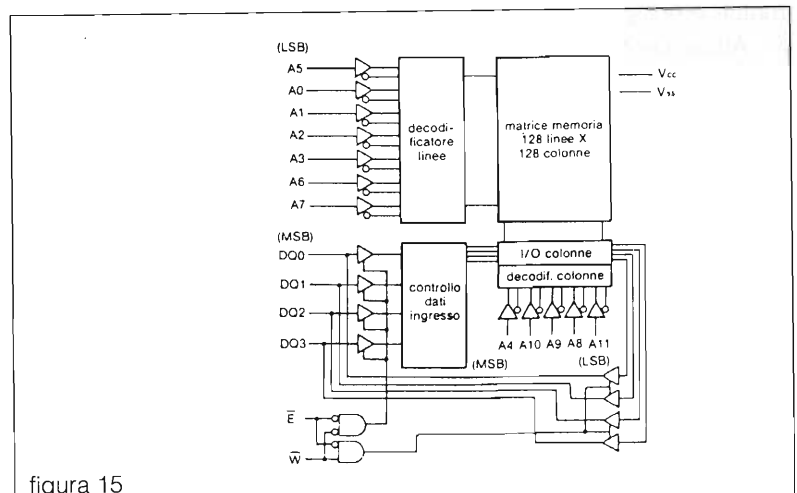 (LSB)
A5
A0
A1
A2
A3
A6
A7
(MSB)
decodi-
ficatore
linee
matrice memoria
128 linee X
128 colonne
Vcc
Vss
DQ0
DQ1
DQ2
DQ3
controllo
dati
ingresso
I/O colonne
decodif. colonne
A4 A10 A9 A8 A11
(MSB) (LSB)
E
W
figura 15